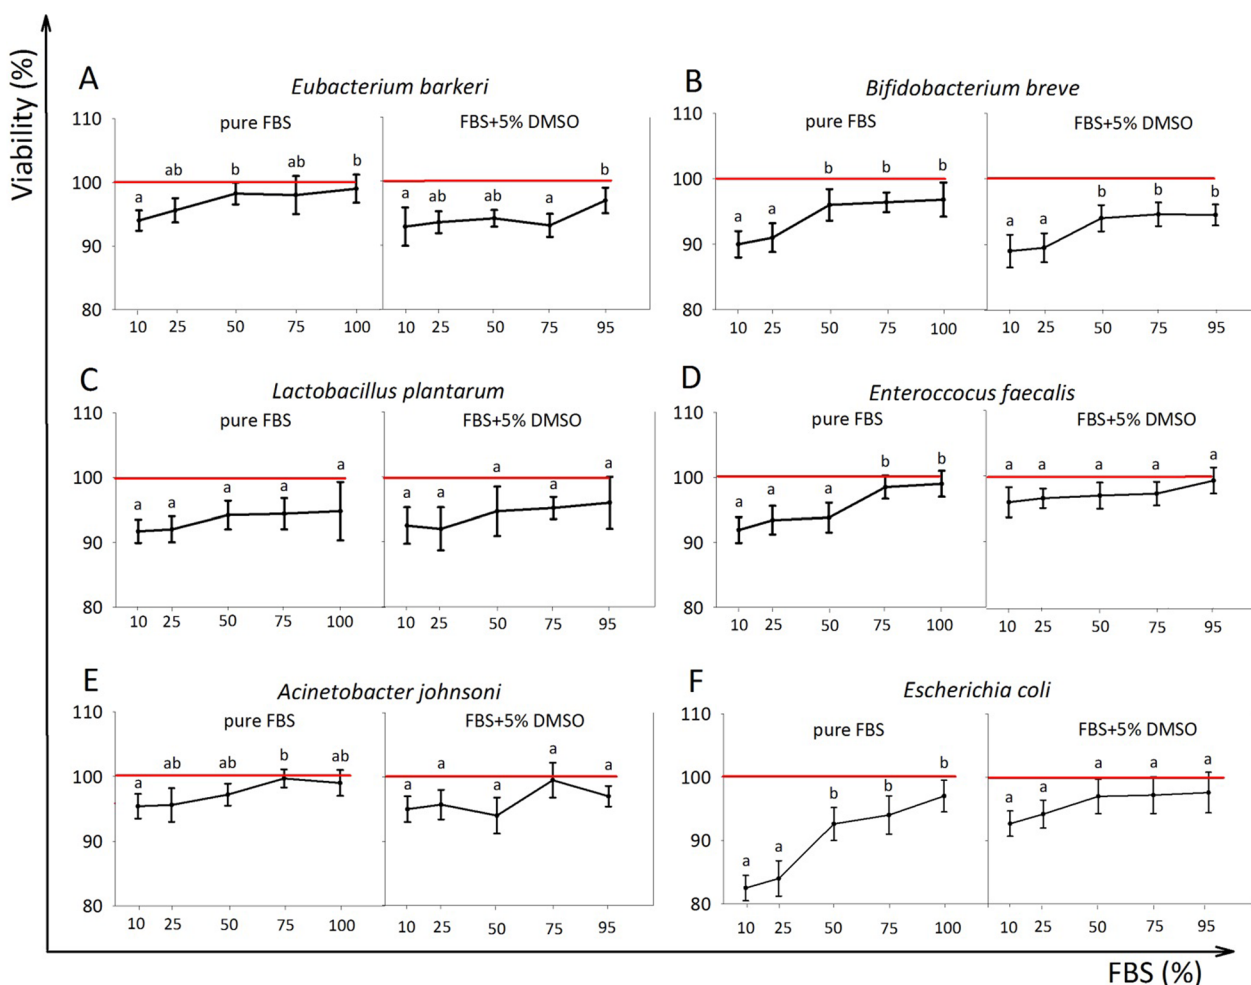 Viability (%)
A
Eubacterium barkeri
pure FBS
FBS+5% DMSO
110
100
90
80
a
ab
b
ab
b
a
ab
ab
a
b
10 25 50 75 100
10 25 50 75 95
B
Bifidobacterium breve
pure FBS
FBS+5% DMSO
110
100
90
80
a
a
b
b
b
a
a
b
b
b
10 25 50 75 100
10 25 50 75 95
C
Lactobacillus plantarum
pure FBS
FBS+5% DMSO
110
100
90
80
a
a
a
a
a
a
a
a
a
a
10 25 50 75 100
10 25 50 75 95
D
Enteroccocus faecalis
pure FBS
FBS+5% DMSO
110
100
90
80
a
a
a
b
b
a
a
a
a
a
10 25 50 75 100
10 25 50 75 95
E
Acinetobacter johnsoni
pure FBS
FBS+5% DMSO
110
100
90
80
a
ab
ab
b
ab
a
a
a
a
a
10 25 50 75 100
10 25 50 75 95
F
Escherichia coli
pure FBS
FBS+5% DMSO
110
100
90
80
a
a
b
b
b
a
a
a
a
a
10 25 50 75 100
10 25 50 75 95
FBS (%)